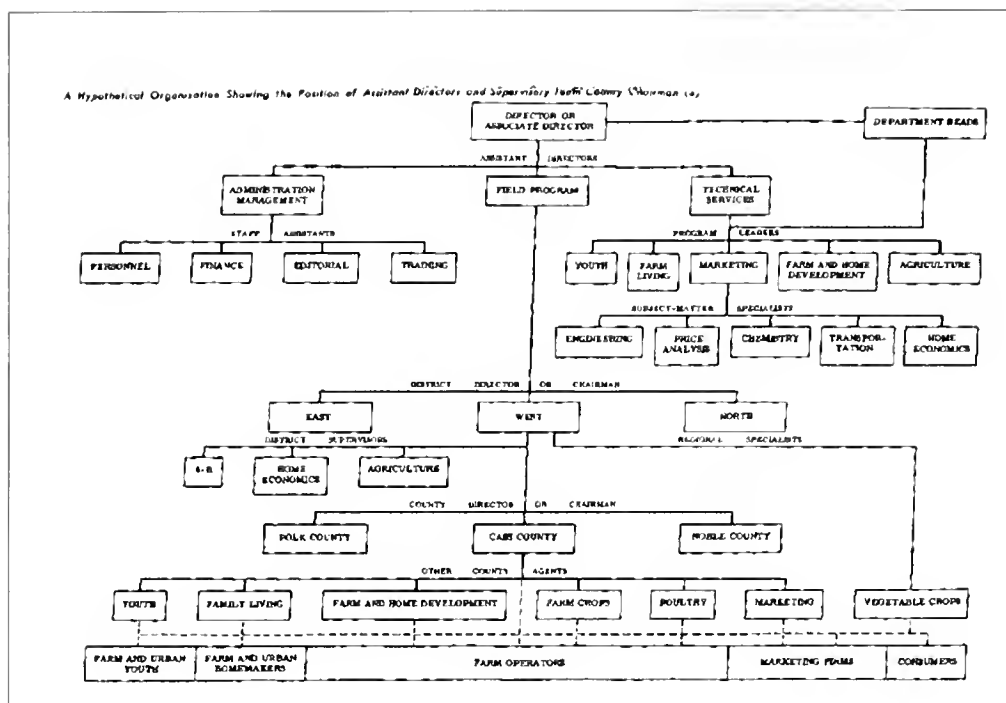 A Hypothetical Organization Showing the Position of Assistant Directors and Supervisory Team County Chairman (a)
DIRECTOR OR
ASSOCIATE DIRECTOR
DEPARTMENT HEADS
ASSISTANT DIRECTORS
ADMINISTRATION
MANAGEMENT
FIELD PROGRAM
TECHNICAL
SERVICES
STAFF ASSISTANTS
PROGRAM LEADERS
PERSONNEL
FINANCE
EDITORIAL
TRAINING
YOUTH
FARM
LIVING
MARKETING
FARM AND HOME
DEVELOPMENT
AGRICULTURE
SUBJECT-MATTER SPECIALISTS
ENGINEERING
PRICE
ANALYSIS
CHEMISTRY
TRANSPOR-
TATION
HOME
ECONOMICS
DISTRICT DIRECTOR OR CHAIRMAN
EAST
WEST
NORTH
DISTRICT SUPERVISORS
REGIONAL SPECIALISTS
4-H
HOME
ECONOMICS
AGRICULTURE
COUNTY DIRECTOR OR CHAIRMAN
POLK COUNTY
CASS COUNTY
NOBLE COUNTY
OTHER COUNTY AGENTS
YOUTH
FAMILY LIVING
FARM AND HOME DEVELOPMENT
FARM CROPS
POULTRY
MARKETING
VEGETABLE CROPS
FARM AND URBAN
YOUTH
FARM AND URBAN
HOMEMAKERS
FARM OPERATORS
MARKETING FIRMS
CONSUMERS